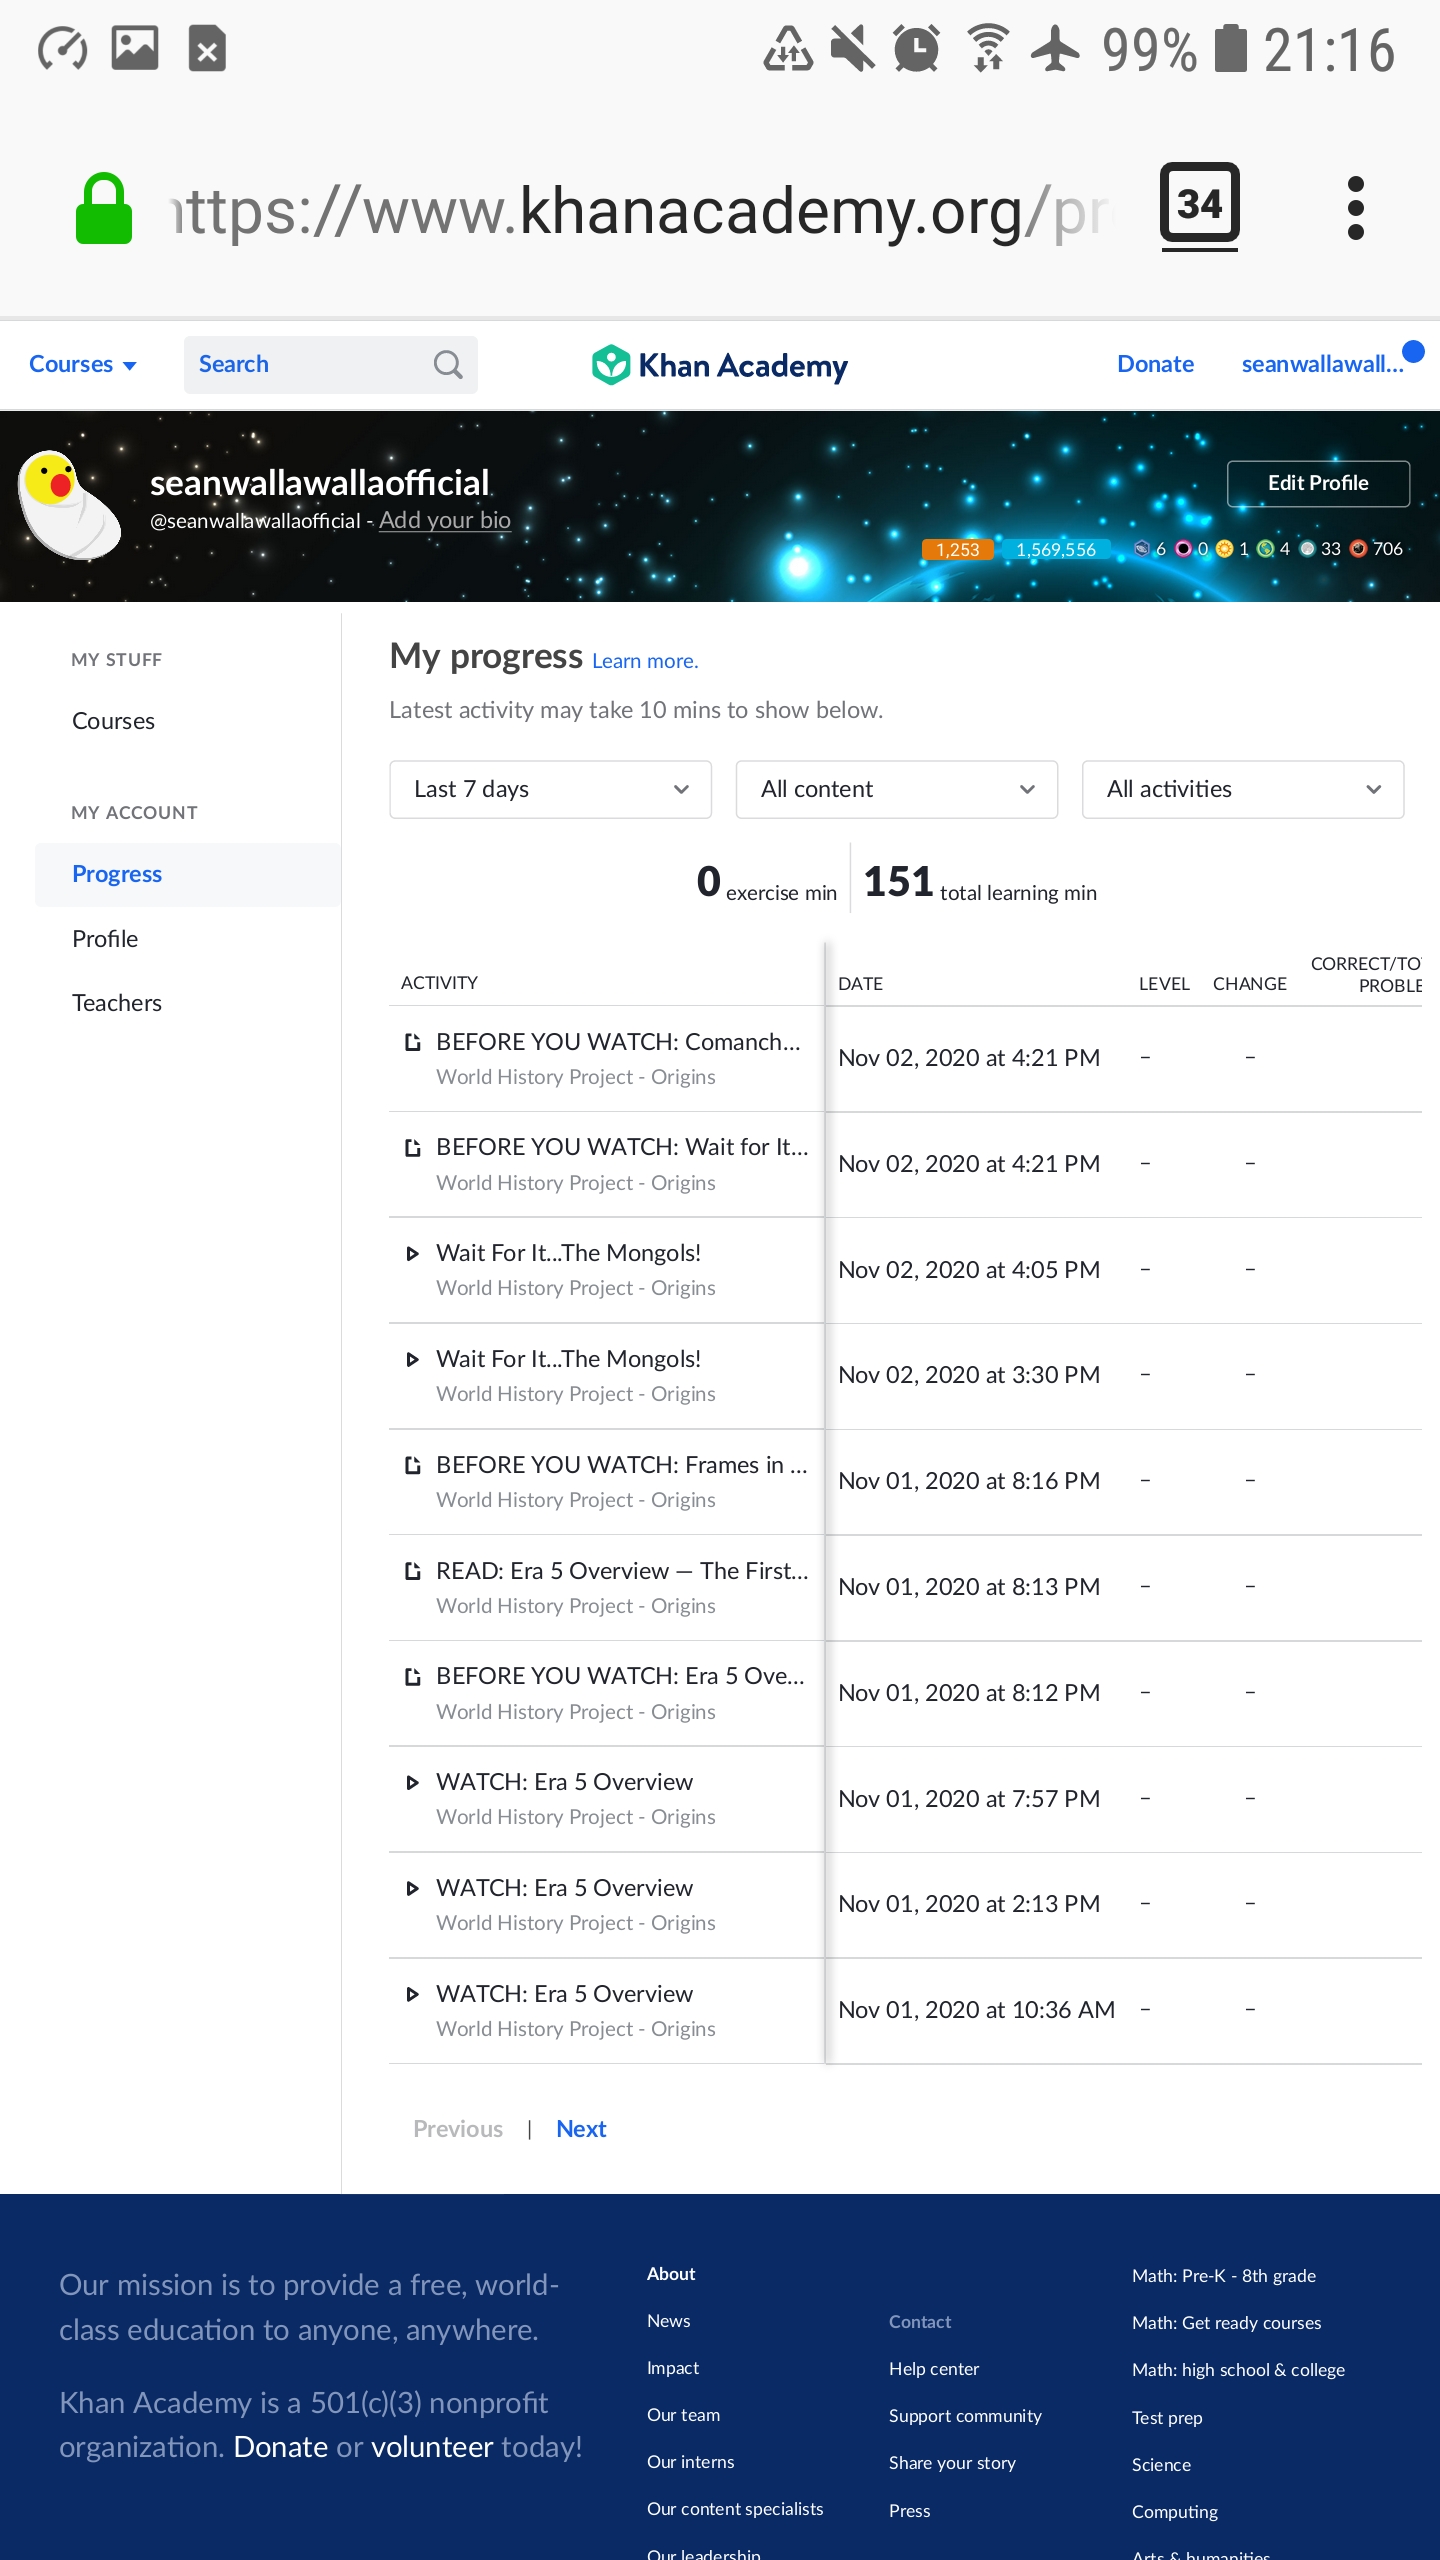 99% 21:16
https://www.khanacademy.org/pr
34
Courses
Search
Khan Academy
Donate
seanwallawall...
seanwallawallaofficial
@seanwallawallaofficial - Add your bio
Edit Profile
1,253 1,569,556 6 0 1 4 33 706
MY STUFF
Courses
MY ACCOUNT
Progress
Profile
Teachers
My progress Learn more.
Latest activity may take 10 mins to show below.
Last 7 days
All content
All activities
0 exercise min
151 total learning min
ACTIVITY DATE LEVEL CHANGE CORRECT/TO
PROBLE
BEFORE YOU WATCH: Comanch...
World History Project - Origins
Nov 02, 2020 at 4:21 PM – –
BEFORE YOU WATCH: Wait for It...
World History Project - Origins
Nov 02, 2020 at 4:21 PM – –
Wait For It...The Mongols!
World History Project - Origins
Nov 02, 2020 at 4:05 PM – –
Wait For It...The Mongols!
World History Project - Origins
Nov 02, 2020 at 3:30 PM – –
BEFORE YOU WATCH: Frames in ...
World History Project - Origins
Nov 01, 2020 at 8:16 PM – –
READ: Era 5 Overview — The First...
World History Project - Origins
Nov 01, 2020 at 8:13 PM – –
BEFORE YOU WATCH: Era 5 Ove...
World History Project - Origins
Nov 01, 2020 at 8:12 PM – –
WATCH: Era 5 Overview
World History Project - Origins
Nov 01, 2020 at 7:57 PM – –
WATCH: Era 5 Overview
World History Project - Origins
Nov 01, 2020 at 2:13 PM – –
WATCH: Era 5 Overview
World History Project - Origins
Nov 01, 2020 at 10:36 AM – –
Previous | Next
Our mission is to provide a free, world-
class education to anyone, anywhere.
Khan Academy is a 501(c)(3) nonprofit
organization. Donate or volunteer today!
About
News
Impact
Our team
Our interns
Our content specialists
Our leadership
Contact
Help center
Support community
Share your story
Press
Math: Pre-K - 8th grade
Math: Get ready courses
Math: high school & college
Test prep
Science
Computing
Arts & humanities